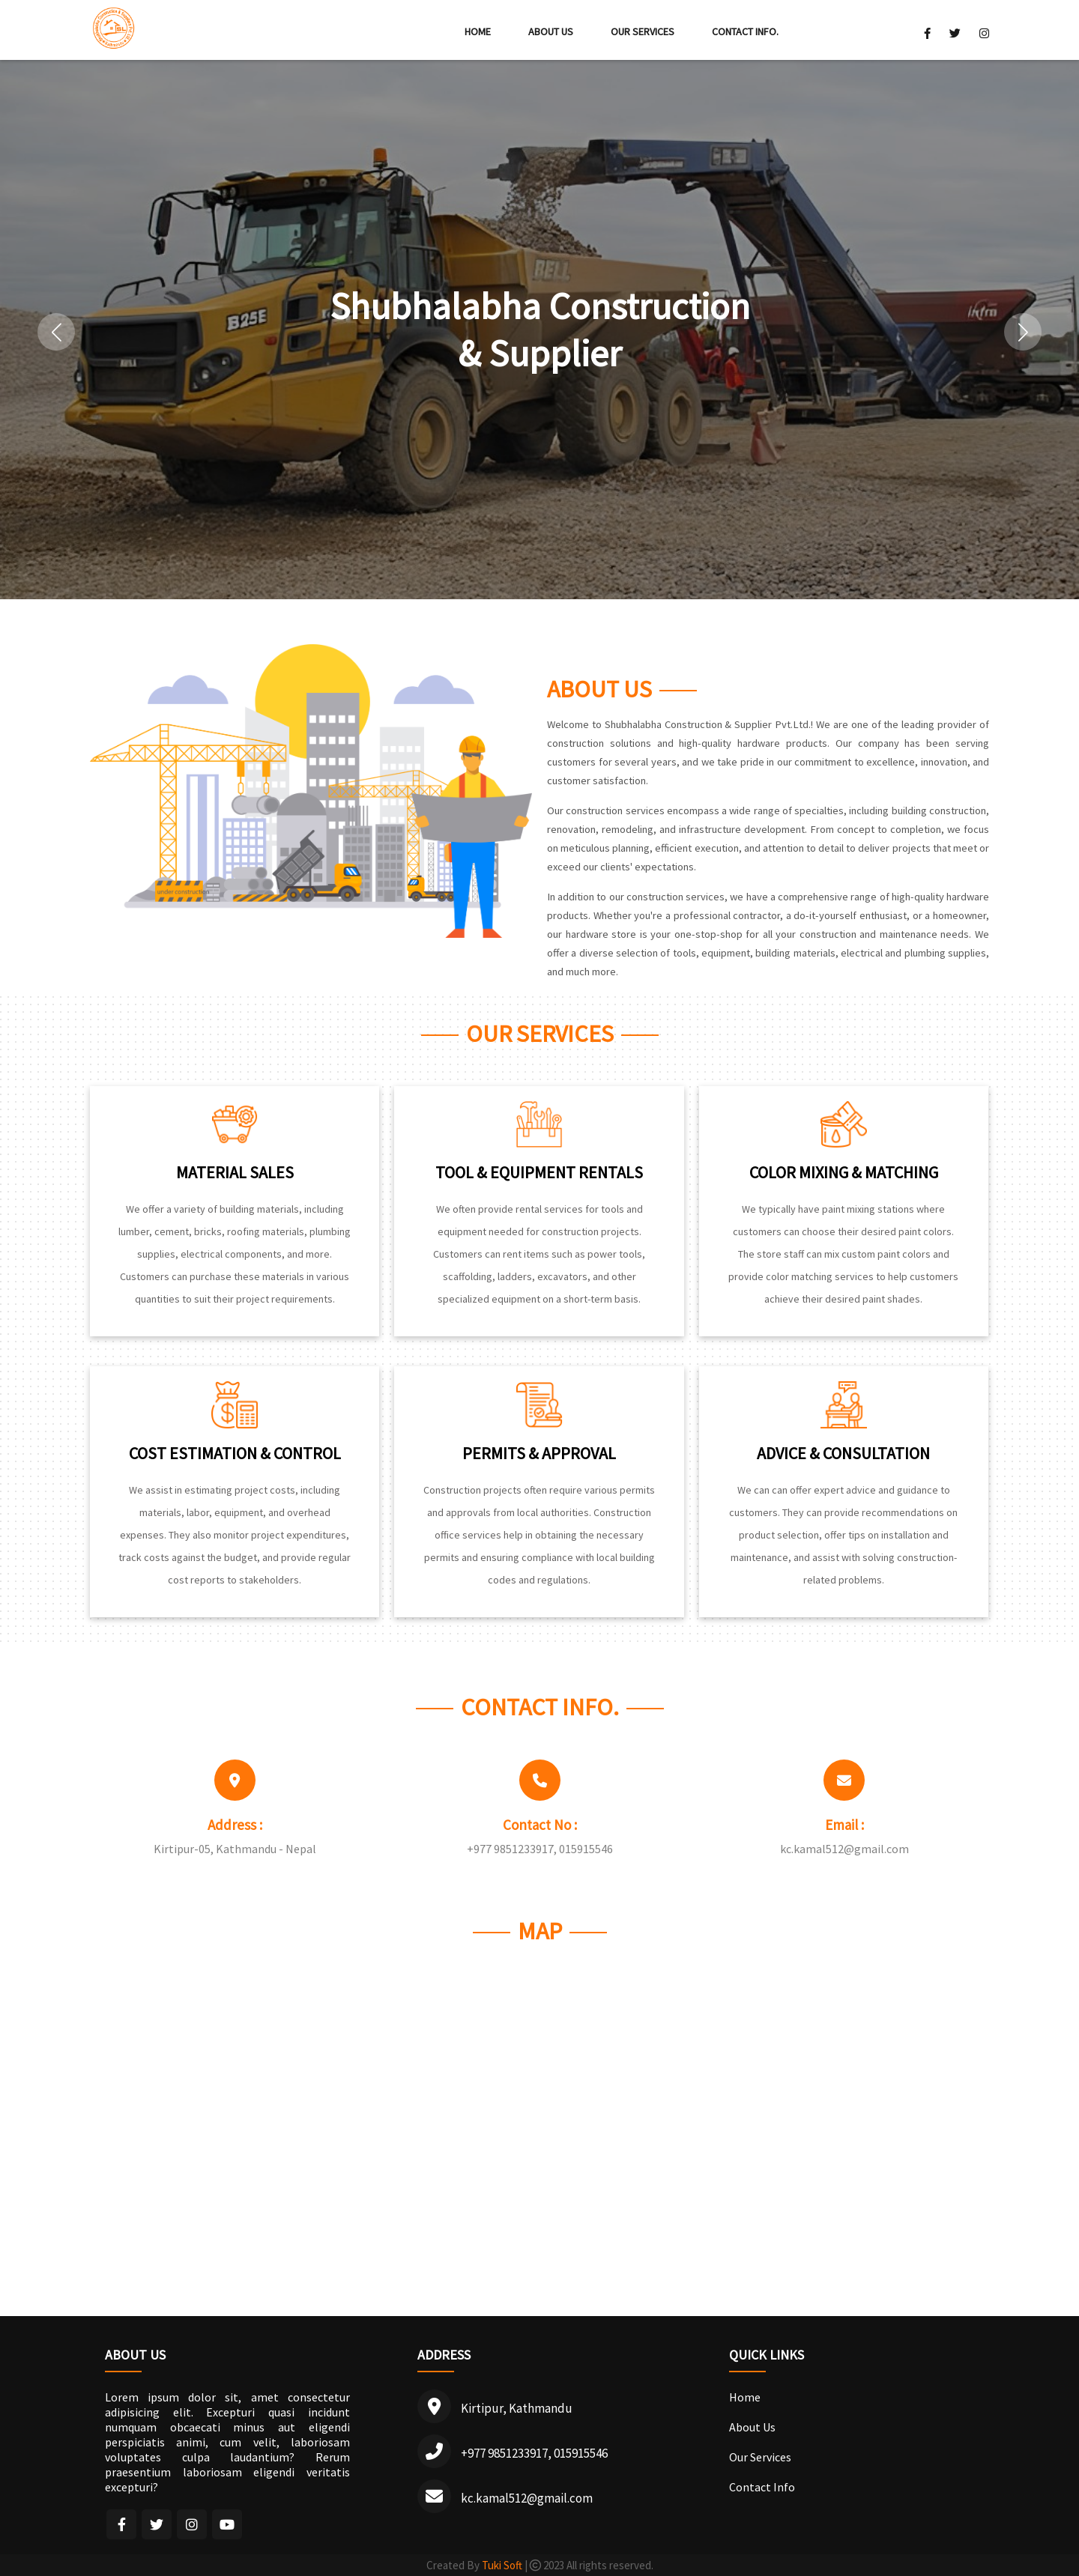 HOME
ABOUT US
OUR SERVICES
CONTACT INFO.
B25E
BELL
Shubhalabha Construction
& Supplier
ABOUT US
Welcome to Shubhalabha Construction & Supplier Pvt.Ltd.! We are one of the leading provider of
construction solutions and high-quality hardware products. Our company has been serving
customers for several years, and we take pride in our commitment to excellence, innovation, and
customer satisfaction.
Our construction services encompass a wide range of specialties, including building construction,
renovation, remodeling, and infrastructure development. From concept to completion, we focus
on meticulous planning, efficient execution, and attention to detail to deliver projects that meet or
exceed our clients' expectations.
In addition to our construction services, we have a comprehensive range of high-quality hardware
products. Whether you're a professional contractor, a do-it-yourself enthusiast, or a homeowner,
our hardware store is your one-stop-shop for all your construction and maintenance needs. We
offer a diverse selection of tools, equipment, building materials, electrical and plumbing supplies,
and much more.
under construction
OUR SERVICES
MATERIAL SALES
We offer a variety of building materials, including
lumber, cement, bricks, roofing materials, plumbing
supplies, electrical components, and more.
Customers can purchase these materials in various
quantities to suit their project requirements.
TOOL & EQUIPMENT RENTALS
We often provide rental services for tools and
equipment needed for construction projects.
Customers can rent items such as power tools,
scaffolding, ladders, excavators, and other
specialized equipment on a short-term basis.
COLOR MIXING & MATCHING
We typically have paint mixing stations where
customers can choose their desired paint colors.
The store staff can mix custom paint colors and
provide color matching services to help customers
achieve their desired paint shades.
COST ESTIMATION & CONTROL
We assist in estimating project costs, including
materials, labor, equipment, and overhead
expenses. They also monitor project expenditures,
track costs against the budget, and provide regular
cost reports to stakeholders.
PERMITS & APPROVAL
Construction projects often require various permits
and approvals from local authorities. Construction
office services help in obtaining the necessary
permits and ensuring compliance with local building
codes and regulations.
ADVICE & CONSULTATION
We can can offer expert advice and guidance to
customers. They can provide recommendations on
product selection, offer tips on installation and
maintenance, and assist with solving construction-
related problems.
CONTACT INFO.
Address :
Kirtipur-05, Kathmandu - Nepal
Contact No :
+977 9851233917, 015915546
Email :
kc.kamal512@gmail.com
MAP
ABOUT US
Lorem ipsum dolor sit, amet consectetur
adipisicing elit. Excepturi quasi incidunt
numquam obcaecati minus aut eligendi
perspiciatis animi, cum velit, laboriosam
voluptates culpa laudantium? Rerum
praesentium laboriosam eligendi veritatis
excepturi?
ADDRESS
Kirtipur, Kathmandu
+977 9851233917, 015915546
kc.kamal512@gmail.com
QUICK LINKS
Home
About Us
Our Services
Contact Info
Created By Tuki Soft | © 2023 All rights reserved.